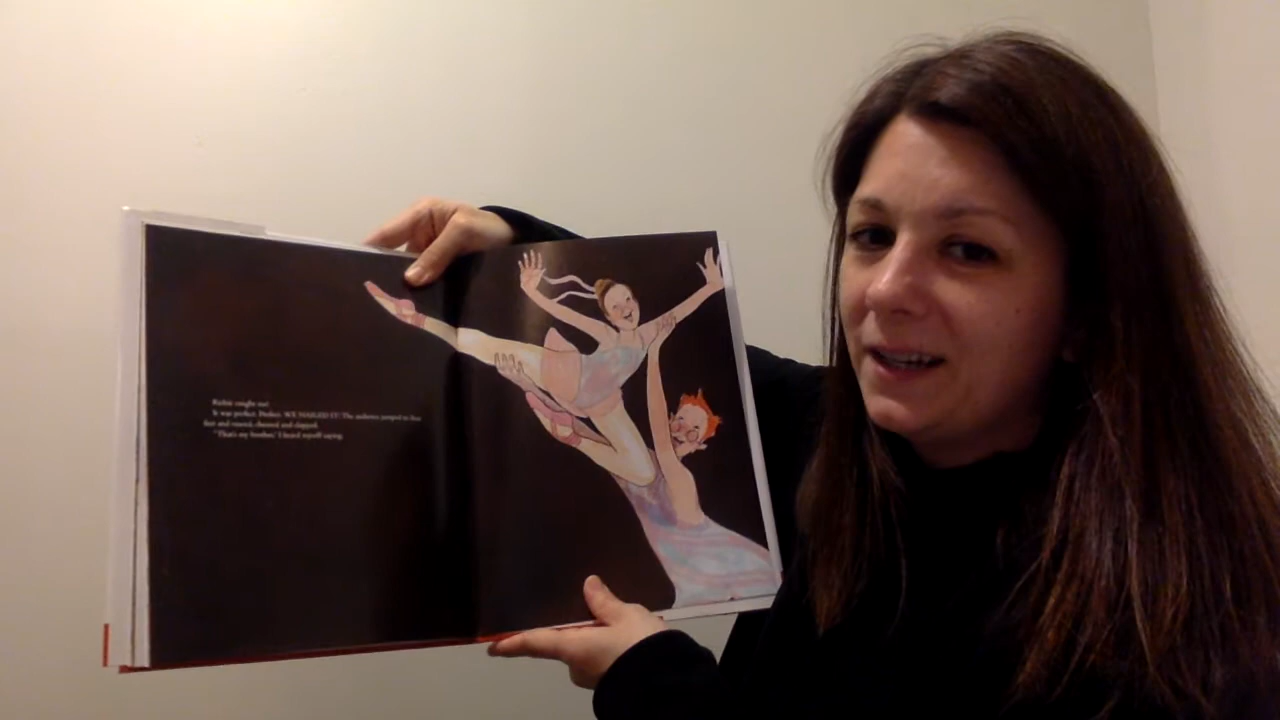 Richie caught me!
It was perfect. Perfect. WE NAILED IT! The audience jumped to their
feet and roared, cheered and clapped.
"That's my brother," I heard myself saying.